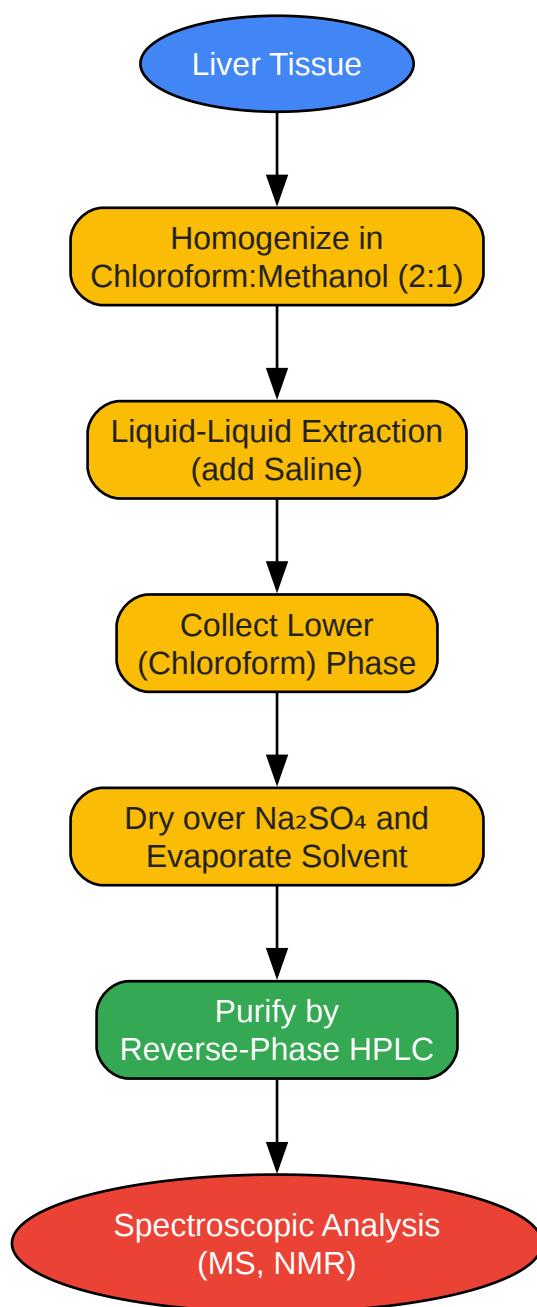 Liver Tissue
Homogenize in
Chloroform:Methanol (2:1)
Liquid-Liquid Extraction
(add Saline)
Collect Lower
(Chloroform) Phase
Dry over Na₂SO₄ and
Evaporate Solvent
Purify by
Reverse-Phase HPLC
Spectroscopic Analysis
(MS, NMR)